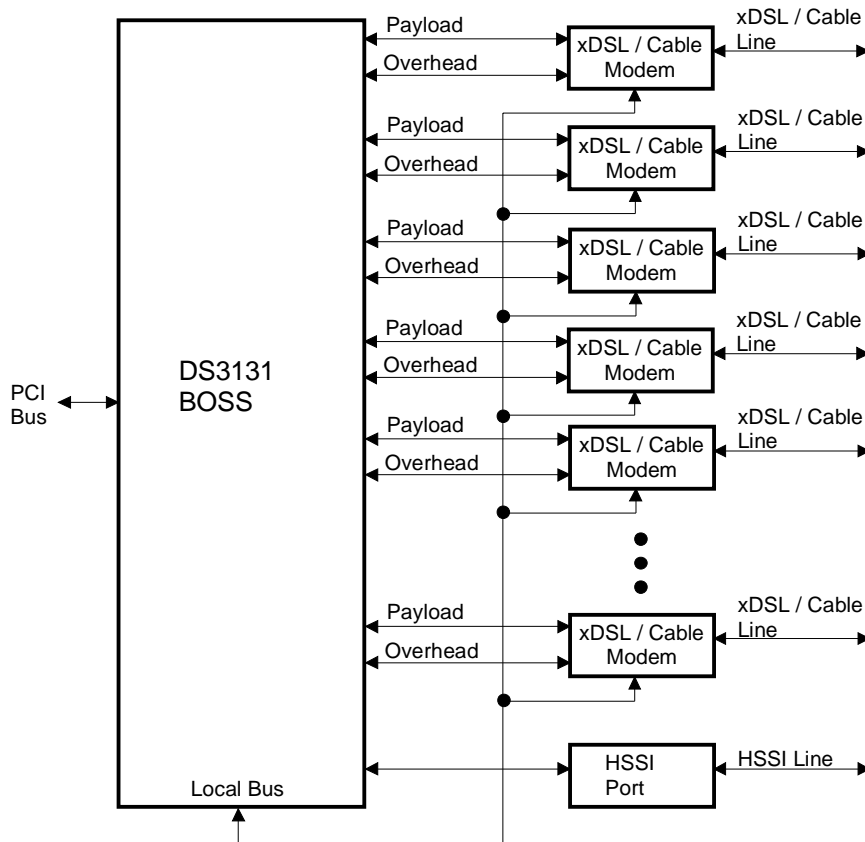 Payload
Overhead
xDSL / Cable
Modem
xDSL / Cable
Line
Payload
Overhead
xDSL / Cable
Modem
xDSL / Cable
Line
Payload
Overhead
xDSL / Cable
Modem
xDSL / Cable
Line
Payload
Overhead
xDSL / Cable
Modem
xDSL / Cable
Line
PCI
Bus
DS3131
BOSS
Payload
Overhead
xDSL / Cable
Modem
xDSL / Cable
Line
Payload
Overhead
xDSL / Cable
Modem
xDSL / Cable
Line
Local Bus
HSSI
Port
HSSI Line